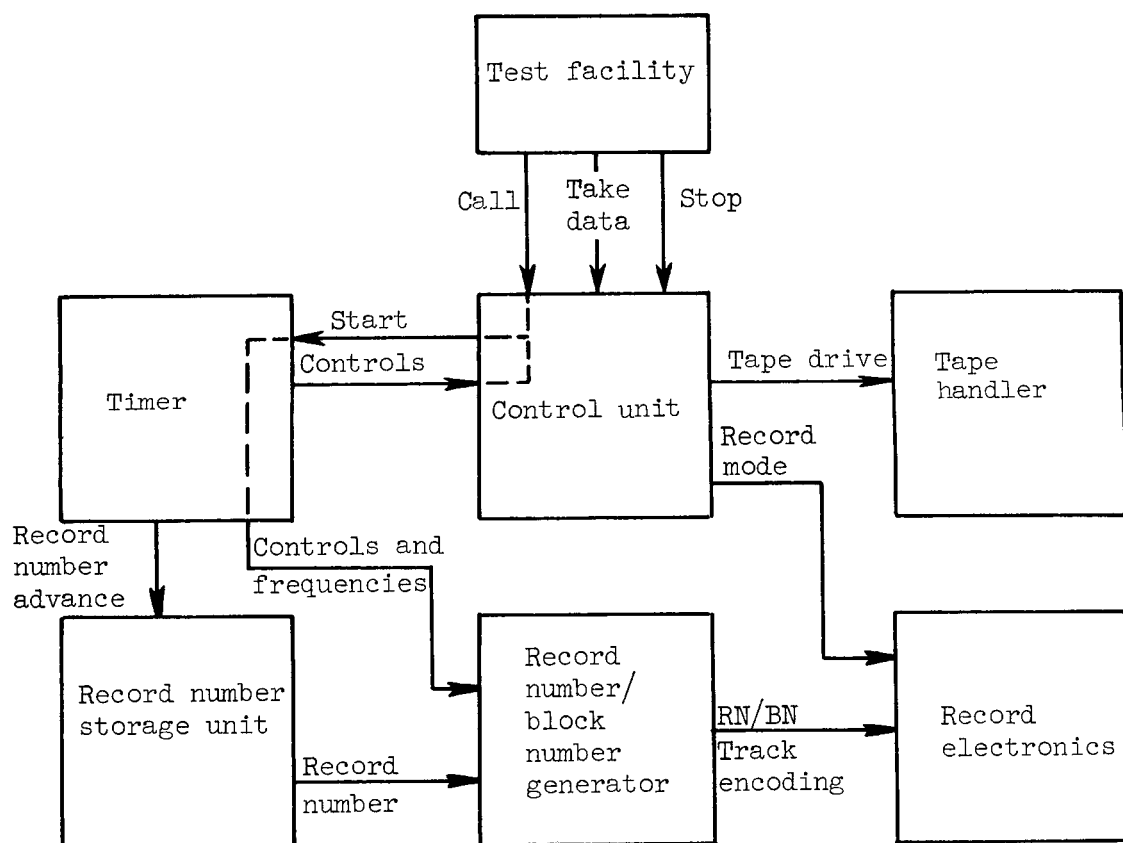 Test facility
Call
Take
data
Stop
Start
Controls
Timer
Control unit
Tape drive
Tape
handler
Record
mode
Record
number
advance
Controls and
frequencies
Record number
storage unit
Record
number
Record
number/
block
number
generator
RN/BN
Track
encoding
Record
electronics